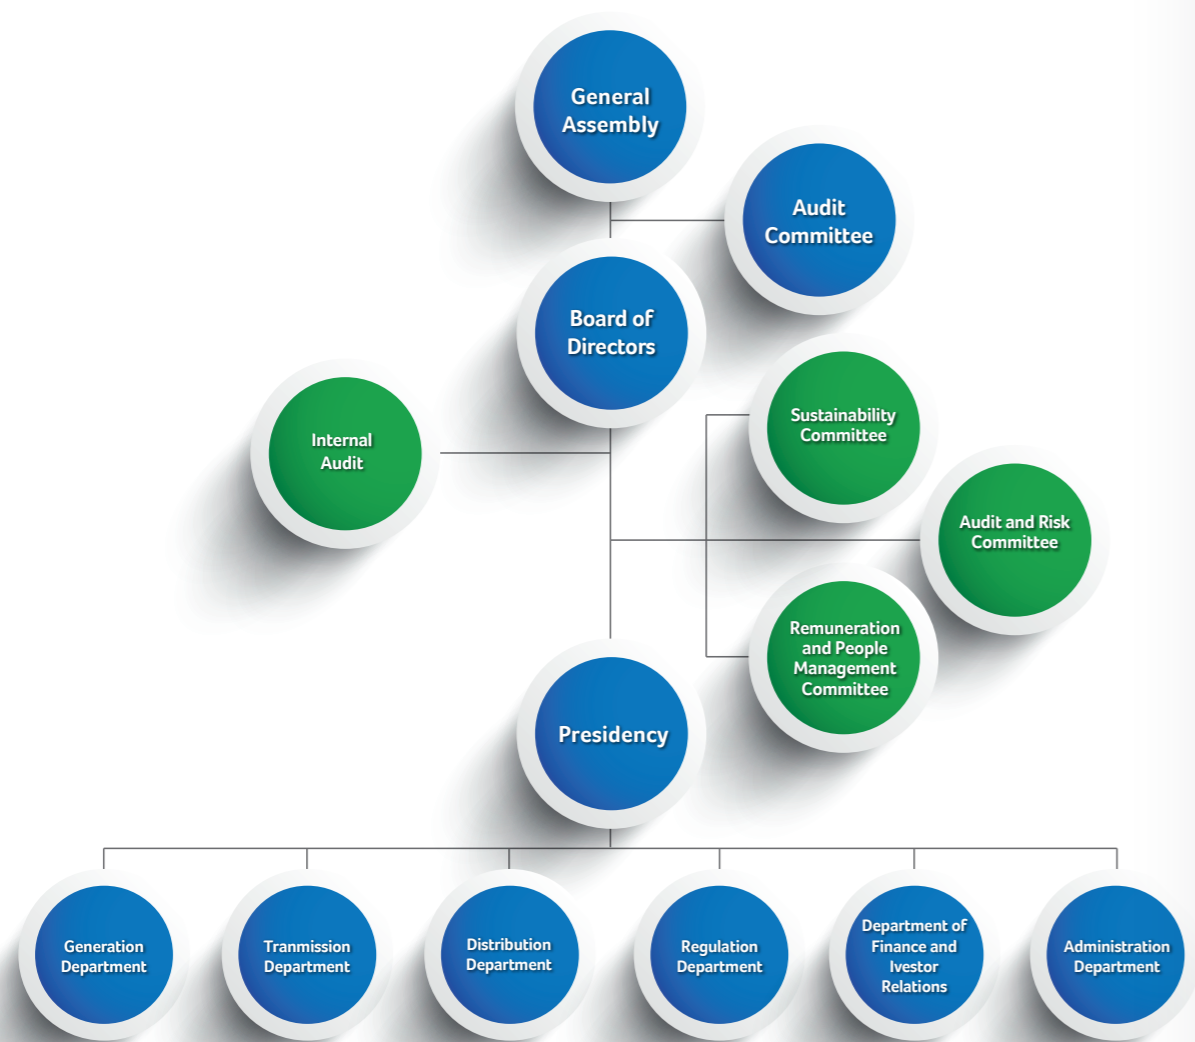 General
Assembly
Audit
Committee
Board of
Directors
Sustainability
Committee
Internal
Audit
Audit and Risk
Committee
Remuneration
and People
Management
Committee
Presidency
Generation
Department
Tranmission
Department
Distribution
Department
Regulation
Department
Department of
Finance and
Ivestor
Relations
Administration
Department